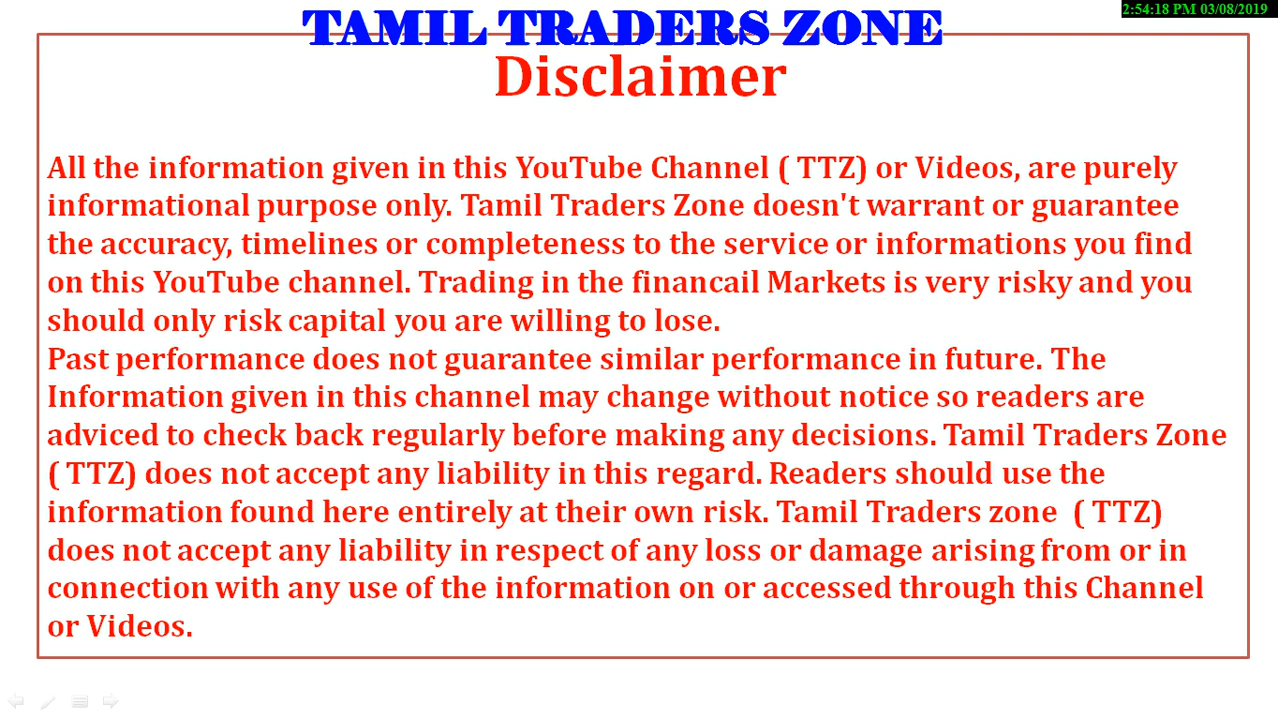 2:54:18 PM 03/08/2019
TAMIL TRADERS ZONE
Disclaimer
All the information given in this YouTube Channel ( TTZ) or Videos, are purely
informational purpose only. Tamil Traders Zone doesn't warrant or guarantee
the accuracy, timelines or completeness to the service or informations you find
on this YouTube channel. Trading in the financail Markets is very risky and you
should only risk capital you are willing to lose.
Past performance does not guarantee similar performance in future. The
Information given in this channel may change without notice so readers are
adviced to check back regularly before making any decisions. Tamil Traders Zone
( TTZ) does not accept any liability in this regard. Readers should use the
information found here entirely at their own risk. Tamil Traders zone  ( TTZ)
does not accept any liability in respect of any loss or damage arising from or in
connection with any use of the information on or accessed through this Channel
or Videos.